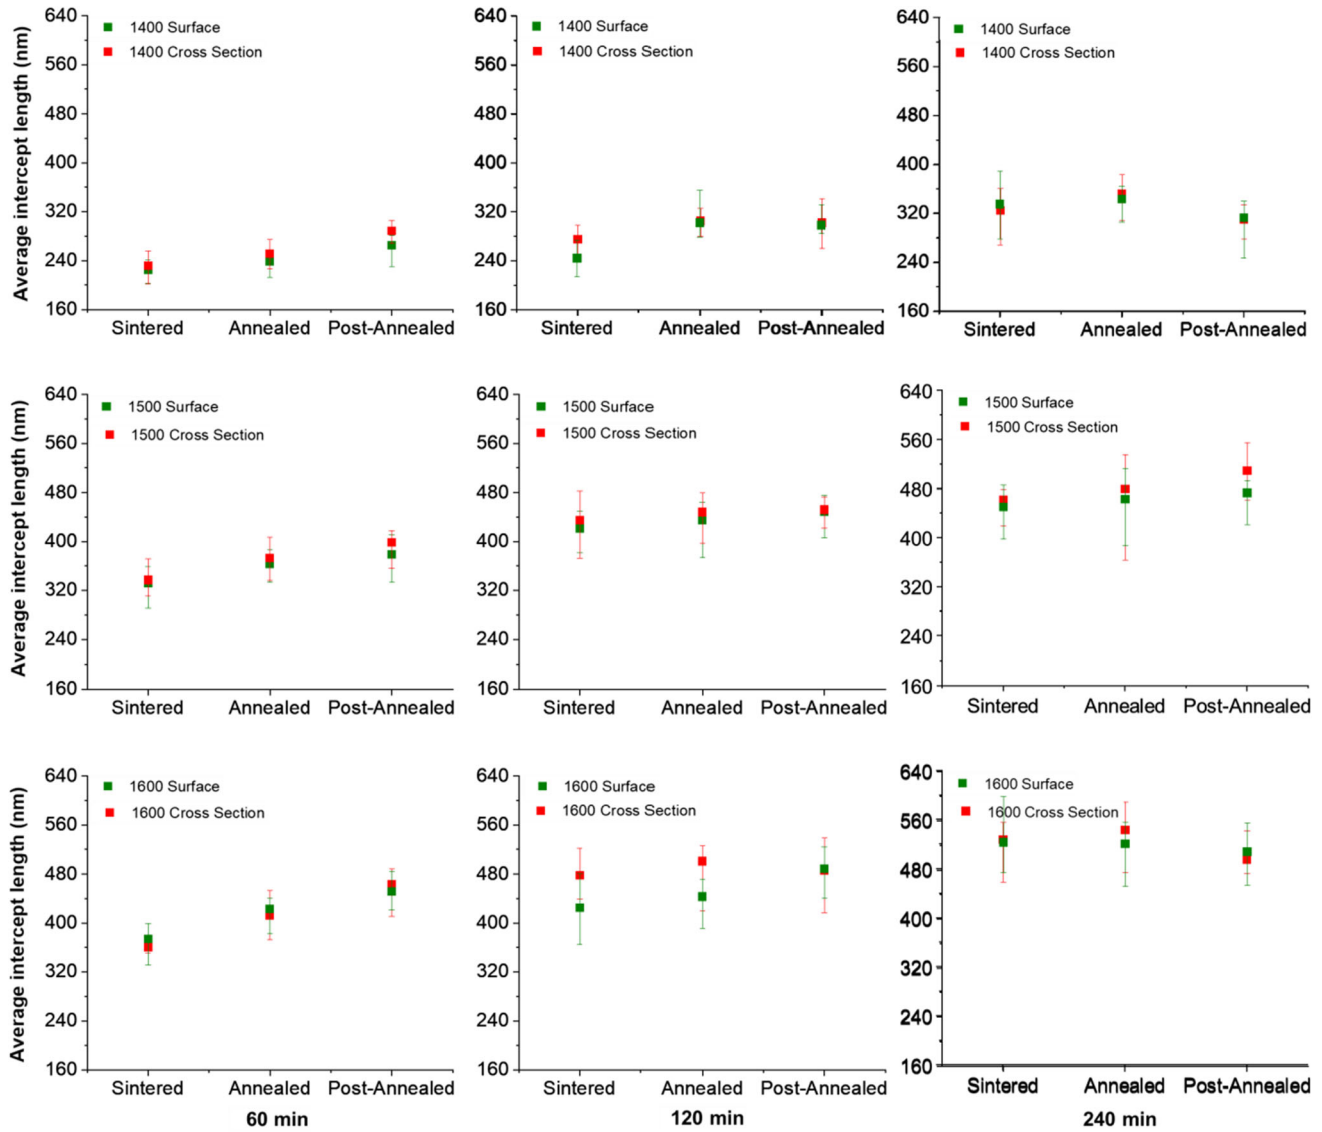 Average intercept length (nm)
640
560
480
400
320
240
160
1400 Surface
1400 Cross Section
Sintered Annealed Post-Annealed
640
560
480
400
320
240
160
1400 Surface
1400 Cross Section
Sintered Annealed Post-Annealed
640
560
480
400
320
240
160
1400 Surface
1400 Cross Section
Sintered Annealed Post-Annealed
Average intercept length (nm)
640
560
480
400
320
240
160
1500 Surface
1500 Cross Section
Sintered Annealed Post-Annealed
640
560
480
400
320
240
160
1500 Surface
1500 Cross Section
Sintered Annealed Post-Annealed
640
560
480
400
320
240
160
1500 Surface
1500 Cross Section
Sintered Annealed Post-Annealed
Average intercept length (nm)
640
560
480
400
320
240
160
1600 Surface
1600 Cross Section
Sintered Annealed Post-Annealed
640
560
480
400
320
240
160
1600 Surface
1600 Cross Section
Sintered Annealed Post-Annealed
640
560
480
400
320
240
160
1600 Surface
1600 Cross Section
Sintered Annealed Post-Annealed
60 min
120 min
240 min